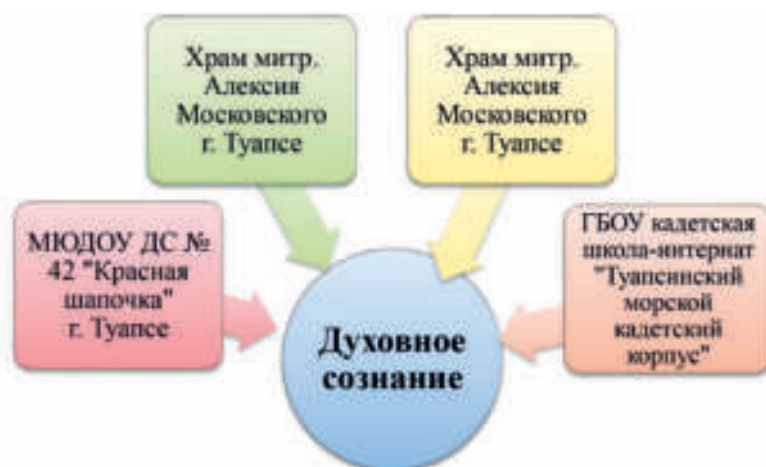 Храм митр.
Алексия
Московского
г. Туапсе
Храм митр.
Алексия
Московского
г. Туапсе
МЮДОУ ДС №
42 "Красная
шапочка"
г. Туапсе
ГБОУ кадетская
школа-интернат
"Туапсинский
морской
кадетский
корпус"
Духовное
сознание